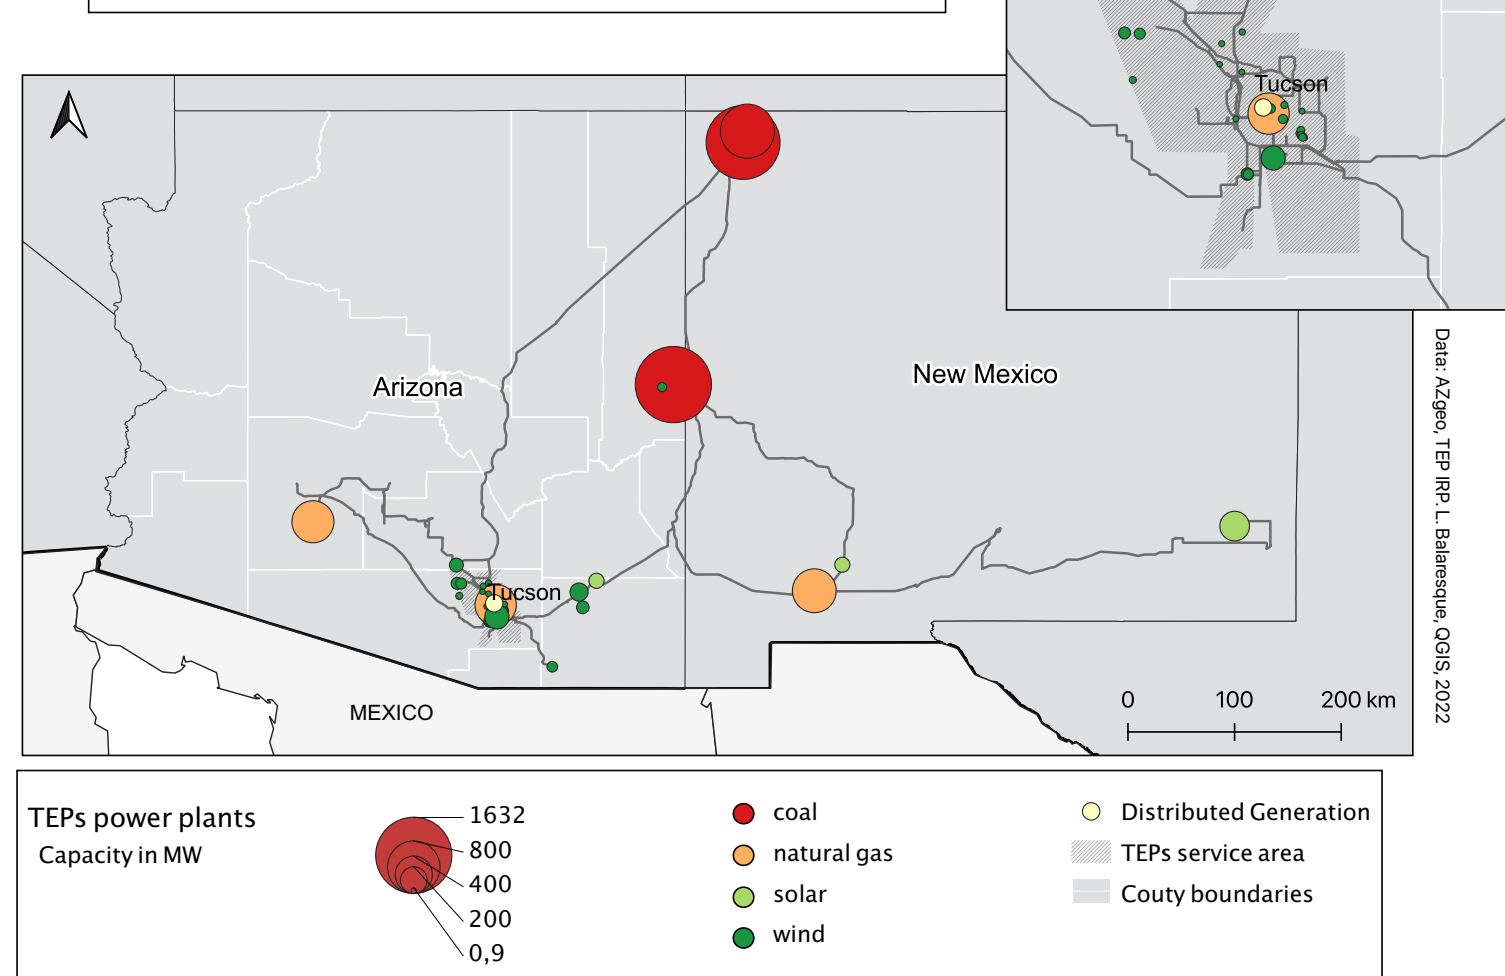 Tucson
Arizona
New Mexico
Tucson
MEXICO
0 100 200 km
Data: AZgeo, TEP IRP. L. Balaresque, QGIS, 2022
TEPs power plants
Capacity in MW
1632
800
400
200
0,9
coal
natural gas
solar
wind
Distributed Generation
TEPs service area
Couty boundaries